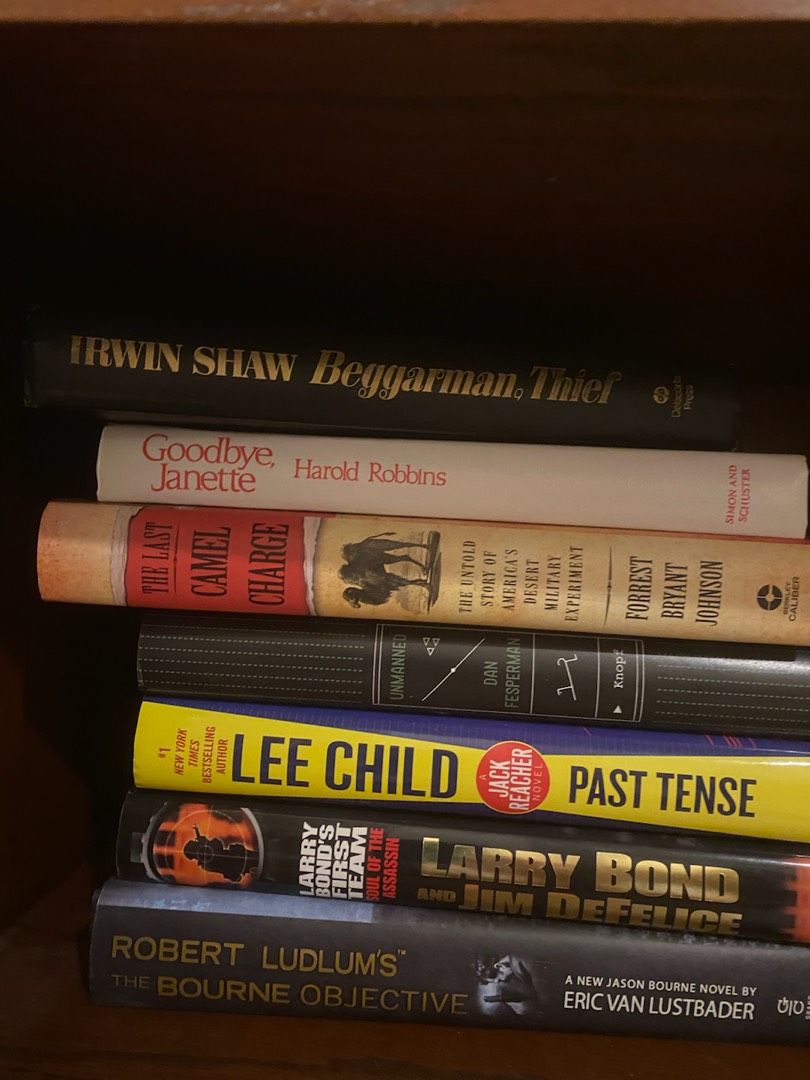 IRWIN SHAW Beggarman, Thief
Delacorte
Press
Goodbye,
Janette
Harold Robbins
SIMON AND
SCHUSTER
THE LAST
CAMEL
CHARGE
THE UNTOLD
STORY OF
AMERICA'S
DESERT
MILITARY
EXPERIMENT
FORREST
BRYANT
JOHNSON
BERKLEY
CALIBER
UNMANNED
DAN
FESPERMAN
Knopf
#1
NEW YORK
TIMES
BESTSELLING
AUTHOR
LEE CHILD
A
JACK
REACHER
NOVEL
PAST TENSE
LARRY
BOND'S
FIRST
TEAM
SOUL OF THE
ASSASSIN
LARRY BOND
AND JIM DEFELICE
ROBERT LUDLUM'S™
THE BOURNE OBJECTIVE
A NEW JASON BOURNE NOVEL BY
ERIC VAN LUSTBADER